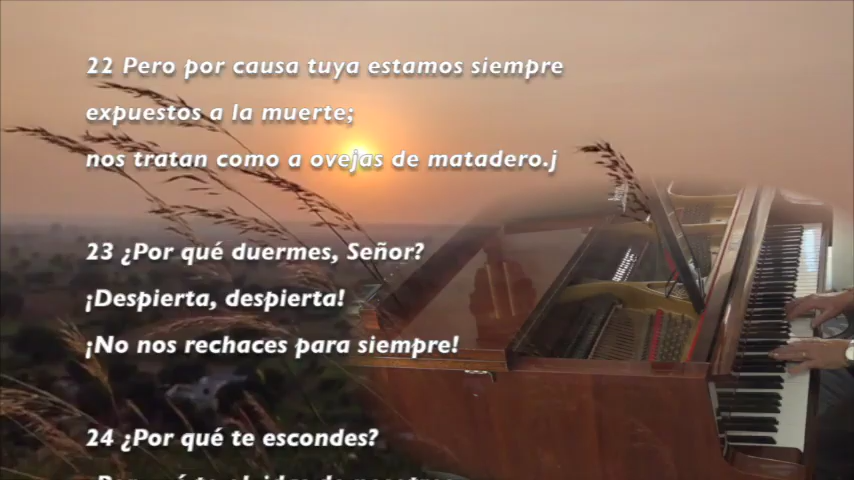 22 Pero por causa tuya estamos siempre
expuestos a la muerte;
nos tratan como a ovejas de matadero.j
23 ¿Por qué duermes, Señor?
¡Despierta, despierta!
¡No nos rechaces para siempre!
24 ¿Por qué te escondes?